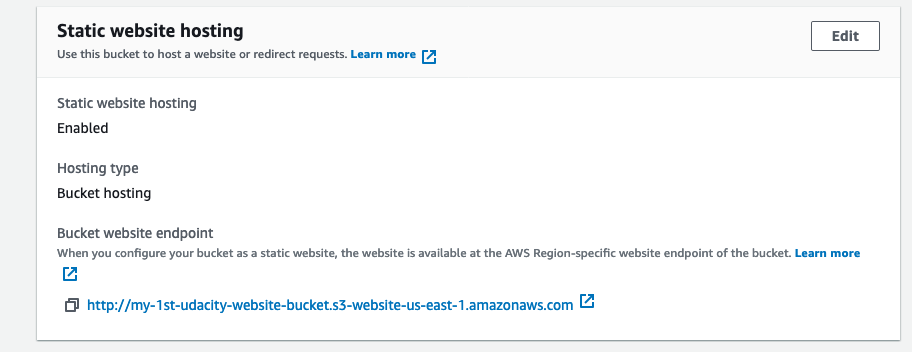 Static website hosting
Edit
Use this bucket to host a website or redirect requests. Learn more
Static website hosting
Enabled
Hosting type
Bucket hosting
Bucket website endpoint
When you configure your bucket as a static website, the website is available at the AWS Region-specific website endpoint of the bucket. Learn more
http://my-1st-udacity-website-bucket.s3-website-us-east-1.amazonaws.com